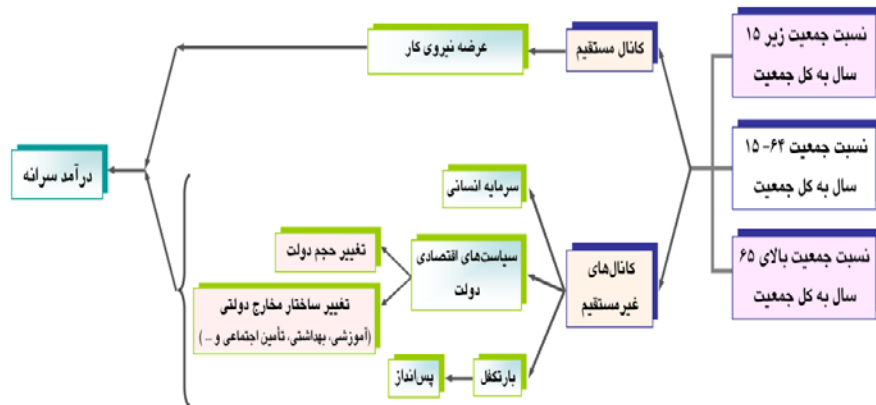 نسبت جمعیت زیر ۱۵
سال به کل جمعیت
نسبت جمعیت ۶۴- ۱۵
سال به کل جمعیت
نسبت جمعیت بالای ۶۵
سال به کل جمعیت
کانال مستقیم
عرضه نیروی کار
کانال‌های
غیرمستقیم
سرمایه انسانی
سیاست‌های اقتصادی
دولت
تغییر حجم دولت
تغییر ساختار مخارج دولتی
(آموزشی، بهداشتی، تأمین اجتماعی و ...)
بارتکفل
پس‌انداز
درآمد سرانه